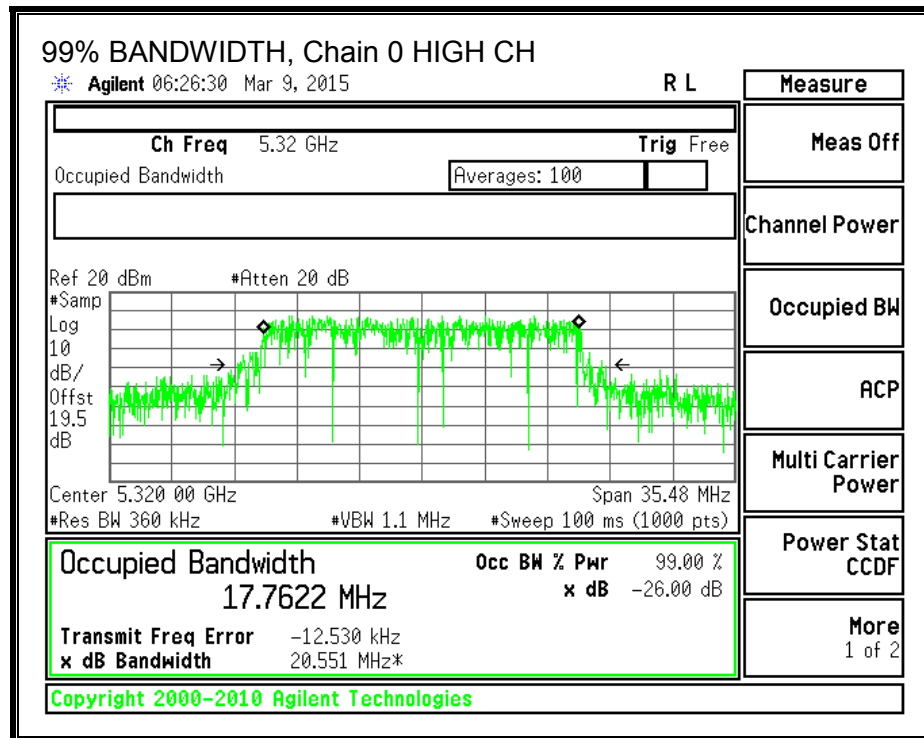 99% BANDWIDTH, Chain 0 HIGH CH
Agilent 06:26:30 Mar 9, 2015 R L
Measure
Ch Freq 5.32 GHz Trig Free
Meas Off
Occupied Bandwidth Averages: 100
Channel Power
Ref 20 dBm #Atten 20 dB
#Samp
Log
10
dB/
Offst
19.5
dB
Occupied BW
ACP
Multi Carrier
Power
Center 5.320 00 GHz Span 35.48 MHz
#Res BW 360 kHz #VBW 1.1 MHz #Sweep 100 ms (1000 pts)
Occupied Bandwidth Occ BW % Pwr 99.00 %
17.7622 MHz x dB -26.00 dB
Power Stat
CCDF
Transmit Freq Error -12.530 kHz
x dB Bandwidth 20.551 MHz*
More
1 of 2
Copyright 2000-2010 Agilent Technologies